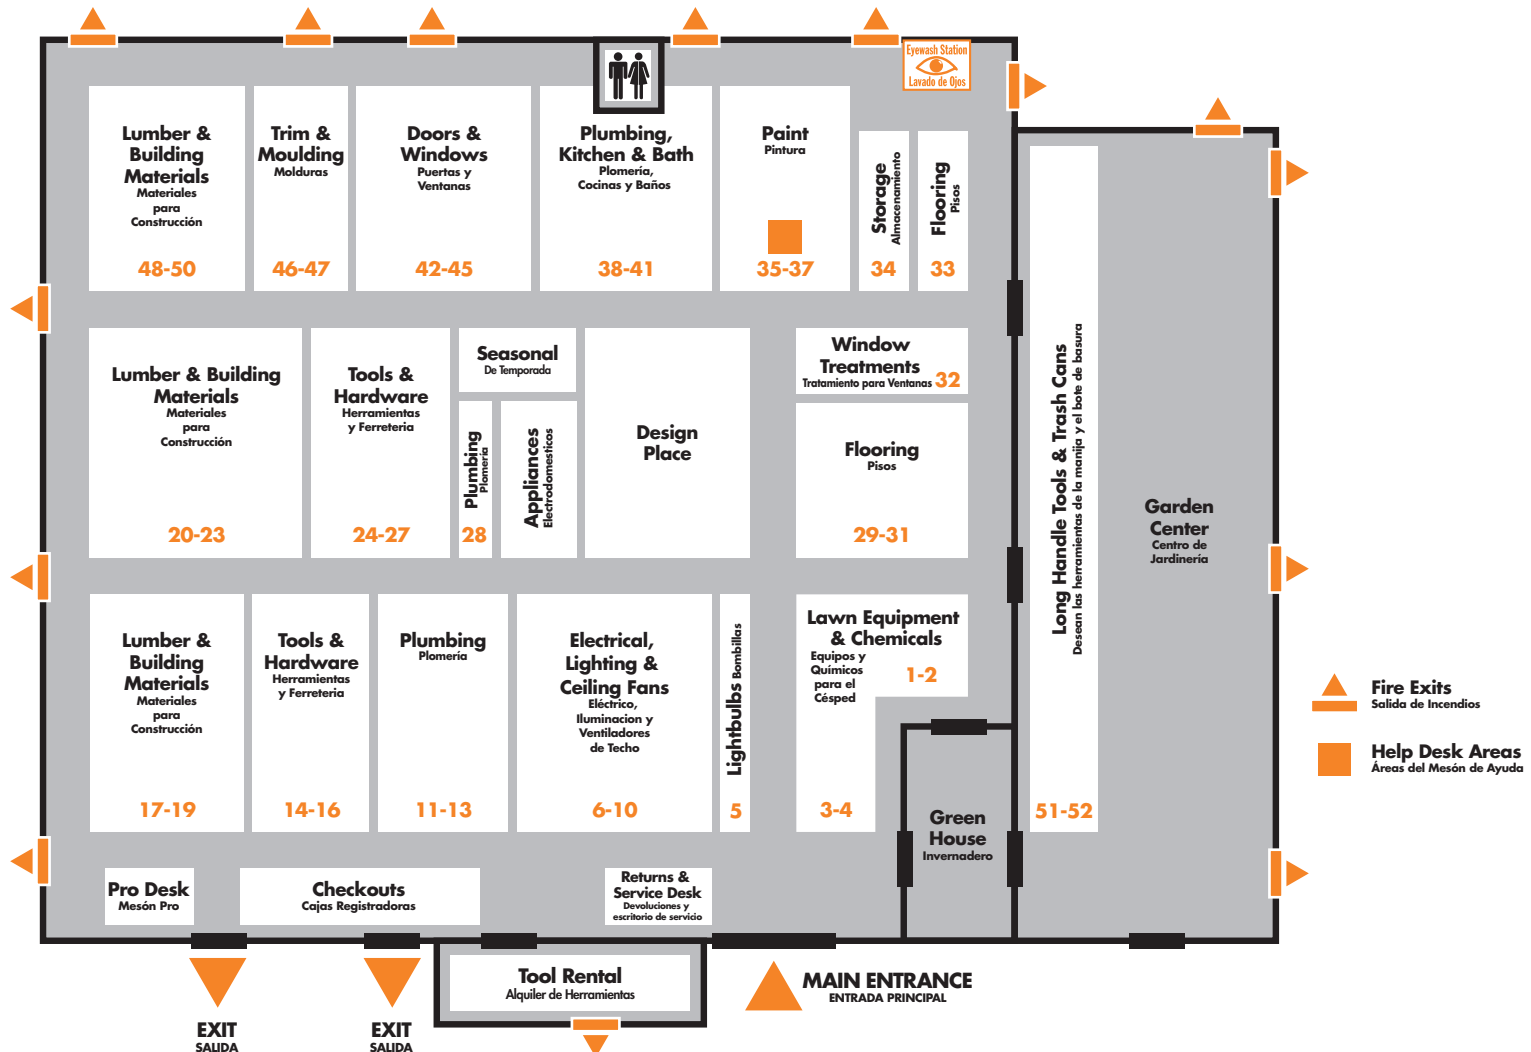 Eyewash Station
Lavado de Ojos
Lumber &
Building
Materials
Materiales
para
Construcción
48-50
Trim &
Moulding
Molduras
46-47
Doors &
Windows
Puertas y
Ventanas
42-45
Plumbing,
Kitchen & Bath
Plomería,
Cocinas y Baños
38-41
Paint
Pintura
35-37
Storage
Almacenamiento
34
Flooring
Pisos
33
Lumber & Building
Materials
Materiales
para
Construcción
20-23
Tools &
Hardware
Herramientas
y Ferreteria
24-27
Seasonal
De Temporada
Plumbing
Plomería
28
Appliances
Electrodomesticos
Design
Place
Window
Treatments
Tratamiento para Ventanas 32
Flooring
Pisos
29-31
Long Handle Tools & Trash Cans
Desean las herramientas de la manija y el bote de basura
51-52
Garden
Center
Centro de
Jardinería
Lumber &
Building
Materials
Materiales
para
Construcción
17-19
Tools &
Hardware
Herramientas
y Ferreteria
14-16
Plumbing
Plomería
11-13
Electrical,
Lighting &
Ceiling Fans
Eléctrico,
Iluminacion y
Ventiladores
de Techo
6-10
Lightbulbs Bombillas
5
Lawn Equipment
& Chemicals
Equipos y
Químicos
para el
Césped
1-2
3-4
Green
House
Invernadero
Fire Exits
Salida de Incendios
Help Desk Areas
Áreas del Mesón de Ayuda
Pro Desk
Mesón Pro
Checkouts
Cajas Registradoras
Returns &
Service Desk
Devoluciones y
escritorio de servicio
Tool Rental
Alquiler de Herramientas
MAIN ENTRANCE
ENTRADA PRINCIPAL
EXIT
SALIDA
EXIT
SALIDA